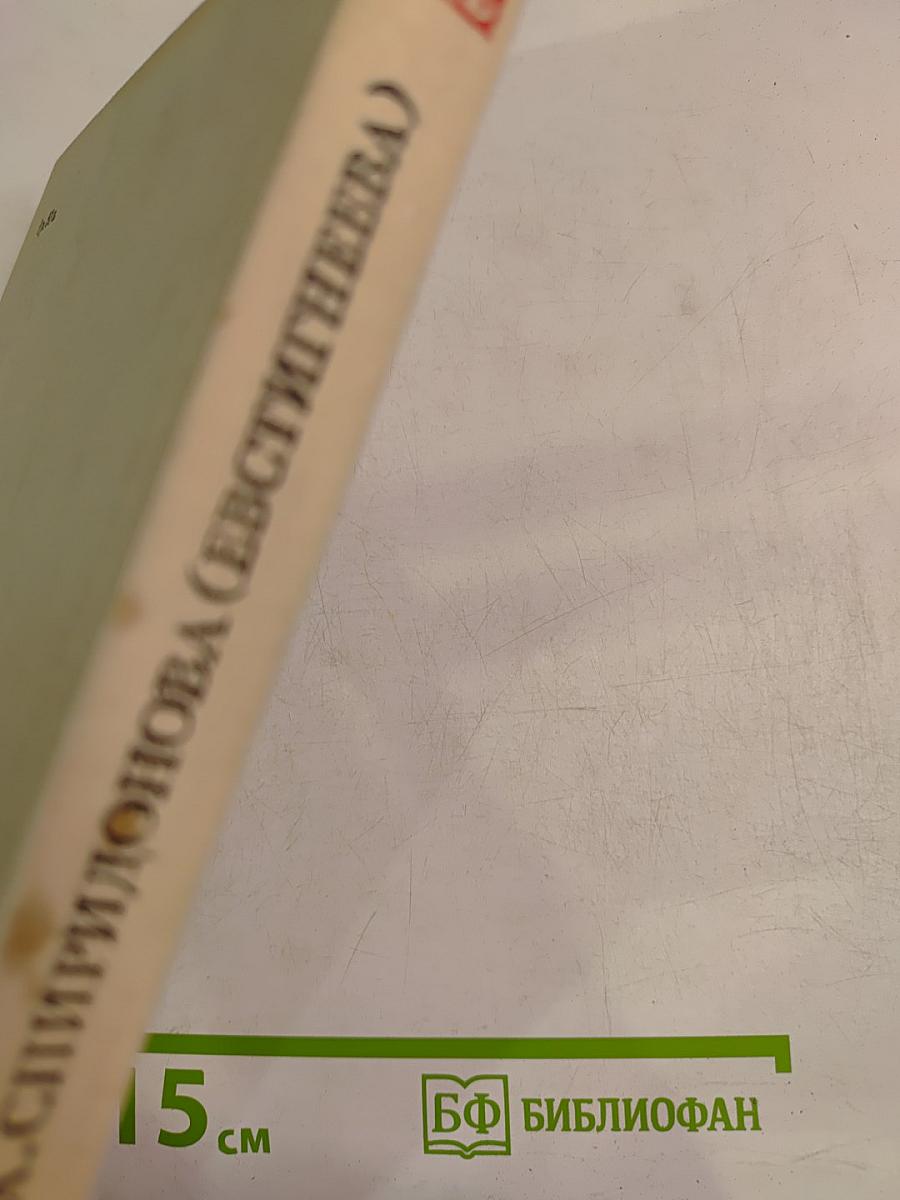 .СПИРИДОНОВА (ЕВСТИГНЕЕВА)
15 см
БФ БИБЛИОФАН